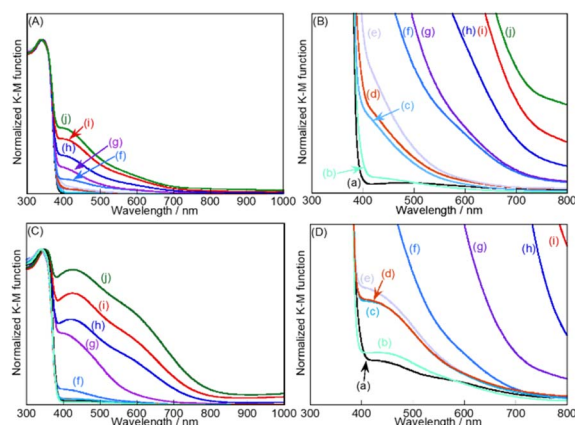 (A)
Normalized K-M function
(j)
(i)
(h)
(g)
(f)
300 400 500 600 700 800 900 1000
Wavelength / nm
(B)
Normalized K-M function
(e)
(f)
(g)
(h)
(i)
(j)
(d)
(c)
(b)
(a)
400 500 600 700 800
Wavelength / nm
(C)
Normalized K-M function
(j)
(i)
(h)
(g)
(f)
300 400 500 600 700 800 900 1000
Wavelength / nm
(D)
Normalized K-M function
(f)
(g)
(h)
(i)
(e)
(d)
(c)
(b)
(a)
400 500 600 700 800
Wavelength / nm